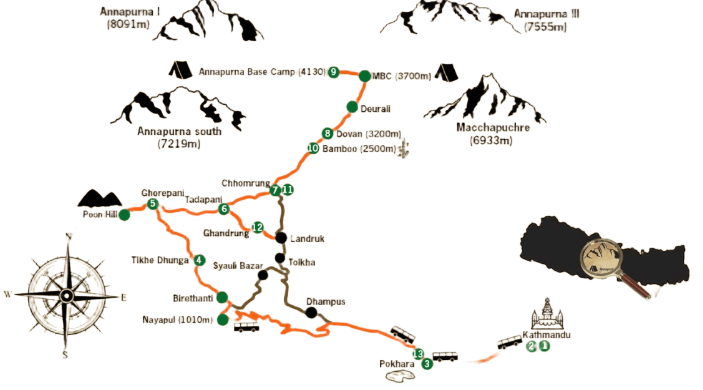 Annapurna I
(8091m)
Annapurna III
(7555m)
Annapurna Base Camp (4130)
9
MBC (3700m)
Deurali
Annapurna south
(7219m)
8
Dovan (3200m)
10
Bamboo (2500m)
Macchapuchre
(6933m)
Chhomrung
7
11
Ghorepani
5
Tadapani
6
Poon Hill
Ghandrung
12
Landruk
N
W
E
S
Tikhe Dhunga
4
Syauli Bazar
Tolkha
Birethanti
Nayapul (1010m)
Dhampus
Kathmandu
1
13
Pokhara
3